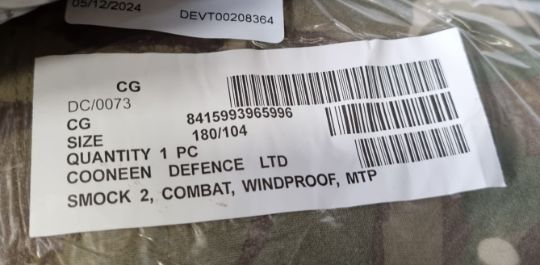 05/12/2024
DEVT00208364
CG
DC/0073
CG 8415993965996
SIZE 180/104
QUANTITY 1 PC
COONEEN DEFENCE LTD
SMOCK 2, COMBAT, WINDPROOF, MTP